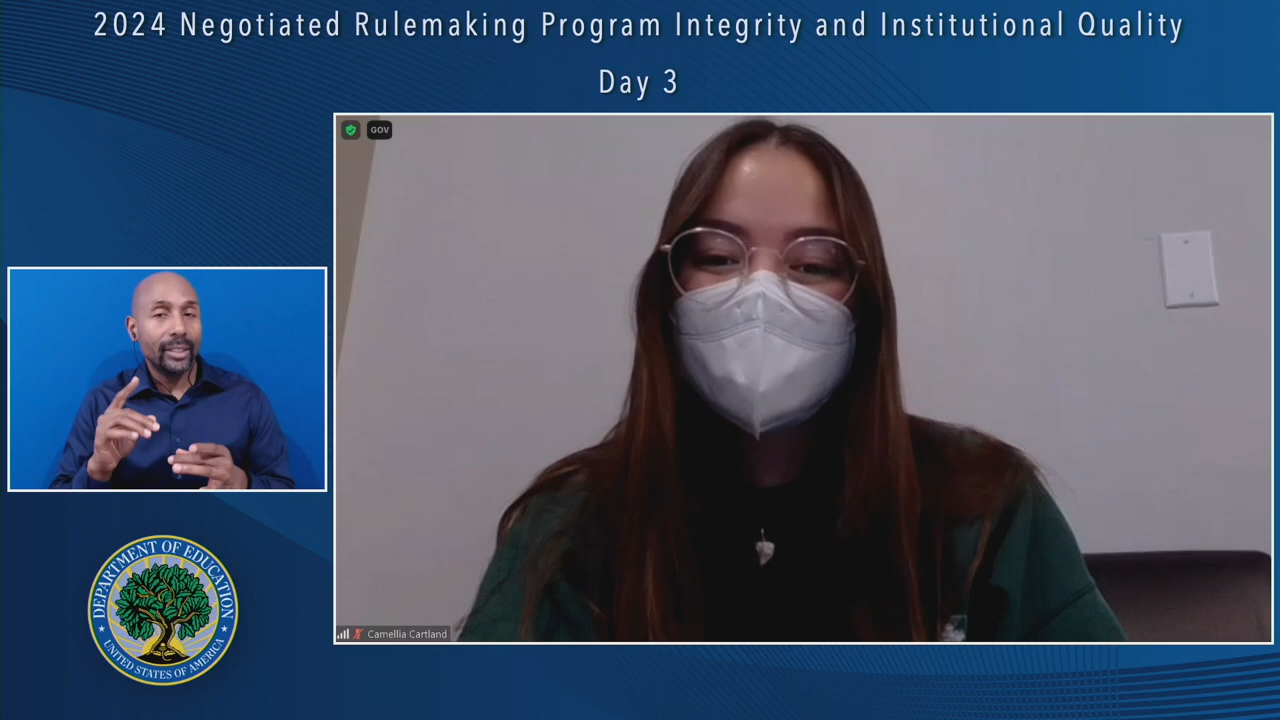 2024 Negotiated Rulemaking Program Integrity and Institutional Quality
Day 3
GOV
Camellia Cartland
DEPARTMENT OF EDUCATION
UNITED STATES OF AMERICA